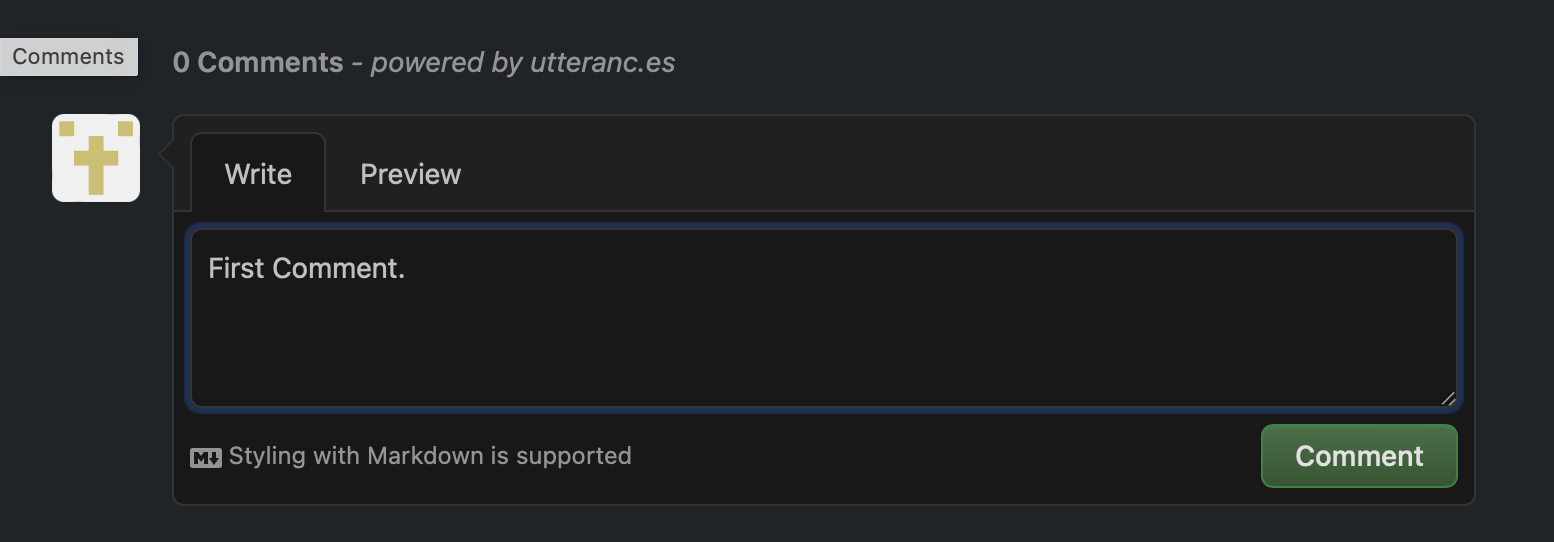 Comments
0 Comments - powered by utteranc.es
Write
Preview
First Comment.
M↓ Styling with Markdown is supported
Comment